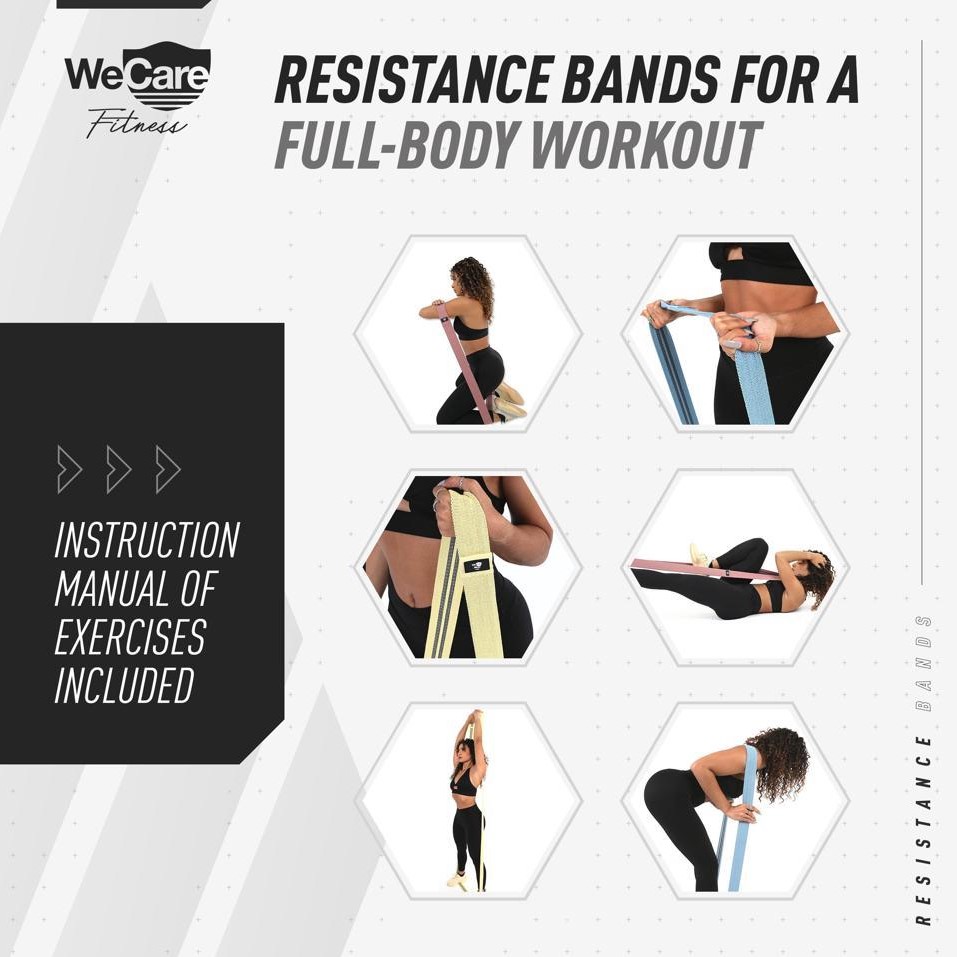 WeCare
Fitness
RESISTANCE BANDS FOR A
FULL-BODY WORKOUT
INSTRUCTION
MANUAL OF
EXERCISES
INCLUDED
RESISTANCE BANDS